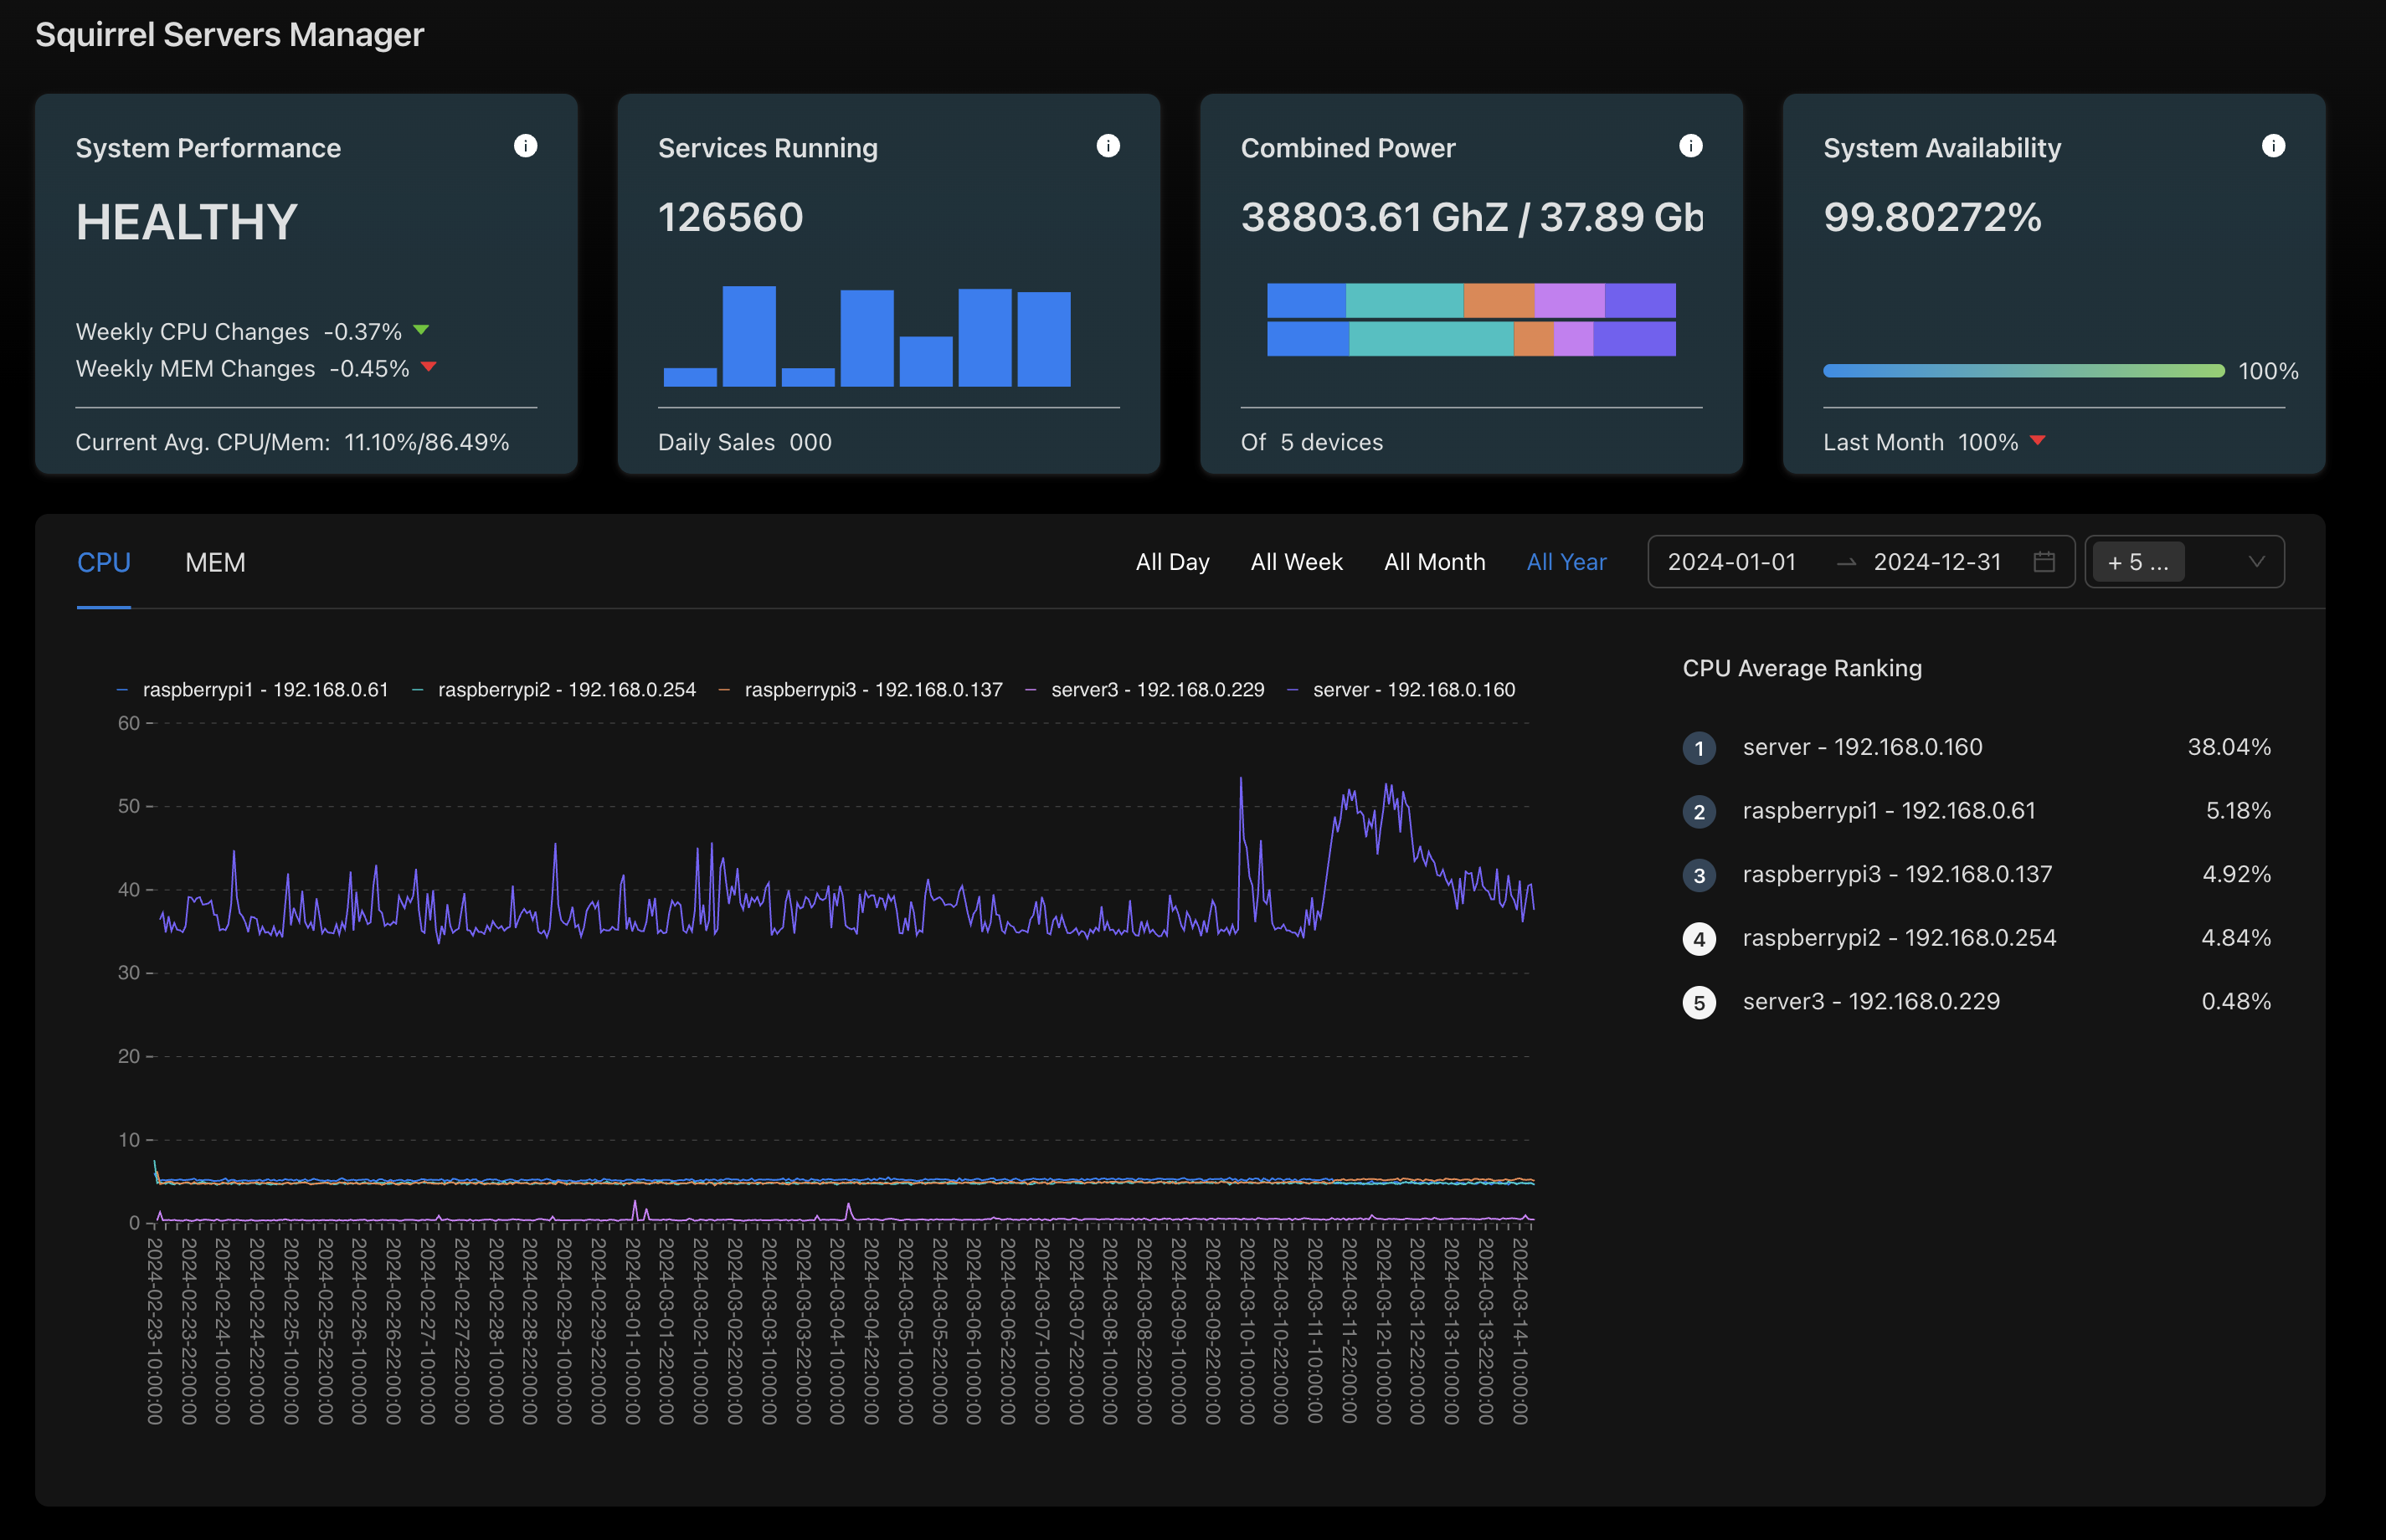 Squirrel Servers Manager
System Performance
HEALTHY
Weekly CPU Changes -0.37%
Weekly MEM Changes -0.45%
Current Avg. CPU/Mem: 11.10%/86.49%
Services Running
126560
Daily Sales 000
Combined Power
38803.61 GhZ / 37.89 Gb
Of 5 devices
System Availability
99.80272%
100%
Last Month 100%
CPU MEM
All Day All Week All Month All Year 2024-01-01 → 2024-12-31 + 5 ...
raspberrypi1 - 192.168.0.61 raspberrypi2 - 192.168.0.254 raspberrypi3 - 192.168.0.137 server3 - 192.168.0.229 server - 192.168.0.160
60
50
40
30
20
10
0
2024-02-23-10:00:00
2024-02-23-22:00:00
2024-02-24-10:00:00
2024-02-24-22:00:00
2024-02-25-10:00:00
2024-02-25-22:00:00
2024-02-26-10:00:00
2024-02-26-22:00:00
2024-02-27-10:00:00
2024-02-27-22:00:00
2024-02-28-10:00:00
2024-02-28-22:00:00
2024-02-29-10:00:00
2024-02-29-22:00:00
2024-03-01-10:00:00
2024-03-01-22:00:00
2024-03-02-10:00:00
2024-03-02-22:00:00
2024-03-03-10:00:00
2024-03-03-22:00:00
2024-03-04-10:00:00
2024-03-04-22:00:00
2024-03-05-10:00:00
2024-03-05-22:00:00
2024-03-06-10:00:00
2024-03-06-22:00:00
2024-03-07-10:00:00
2024-03-07-22:00:00
2024-03-08-10:00:00
2024-03-08-22:00:00
2024-03-09-10:00:00
2024-03-09-22:00:00
2024-03-10-10:00:00
2024-03-10-22:00:00
2024-03-11-10:00:00
2024-03-11-22:00:00
2024-03-12-10:00:00
2024-03-12-22:00:00
2024-03-13-10:00:00
2024-03-13-22:00:00
2024-03-14-10:00:00
CPU Average Ranking
1 server - 192.168.0.160 38.04%
2 raspberrypi1 - 192.168.0.61 5.18%
3 raspberrypi3 - 192.168.0.137 4.92%
4 raspberrypi2 - 192.168.0.254 4.84%
5 server3 - 192.168.0.229 0.48%